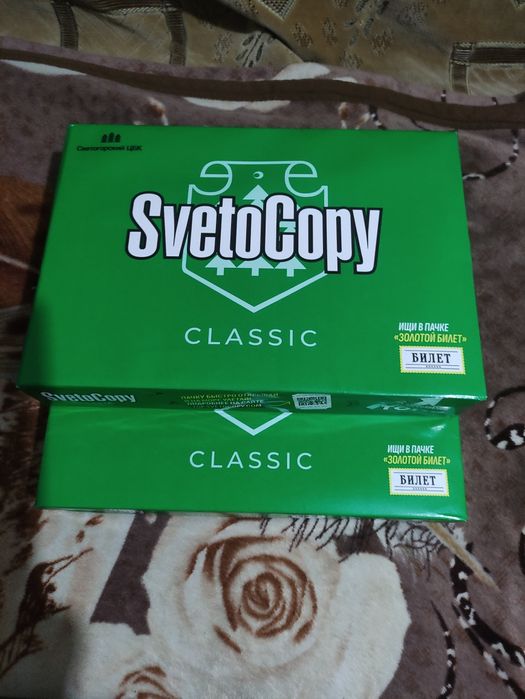 Светогорский ЦБК
SvetoCopy
CLASSIC
ИЩИ В ПАЧКЕ
«ЗОЛОТОЙ БИЛЕТ»
БИЛЕТ
SvetoCopy
CLASSIC
ИЩИ В ПАЧКЕ
«ЗОЛОТОЙ БИЛЕТ»
БИЛЕТ